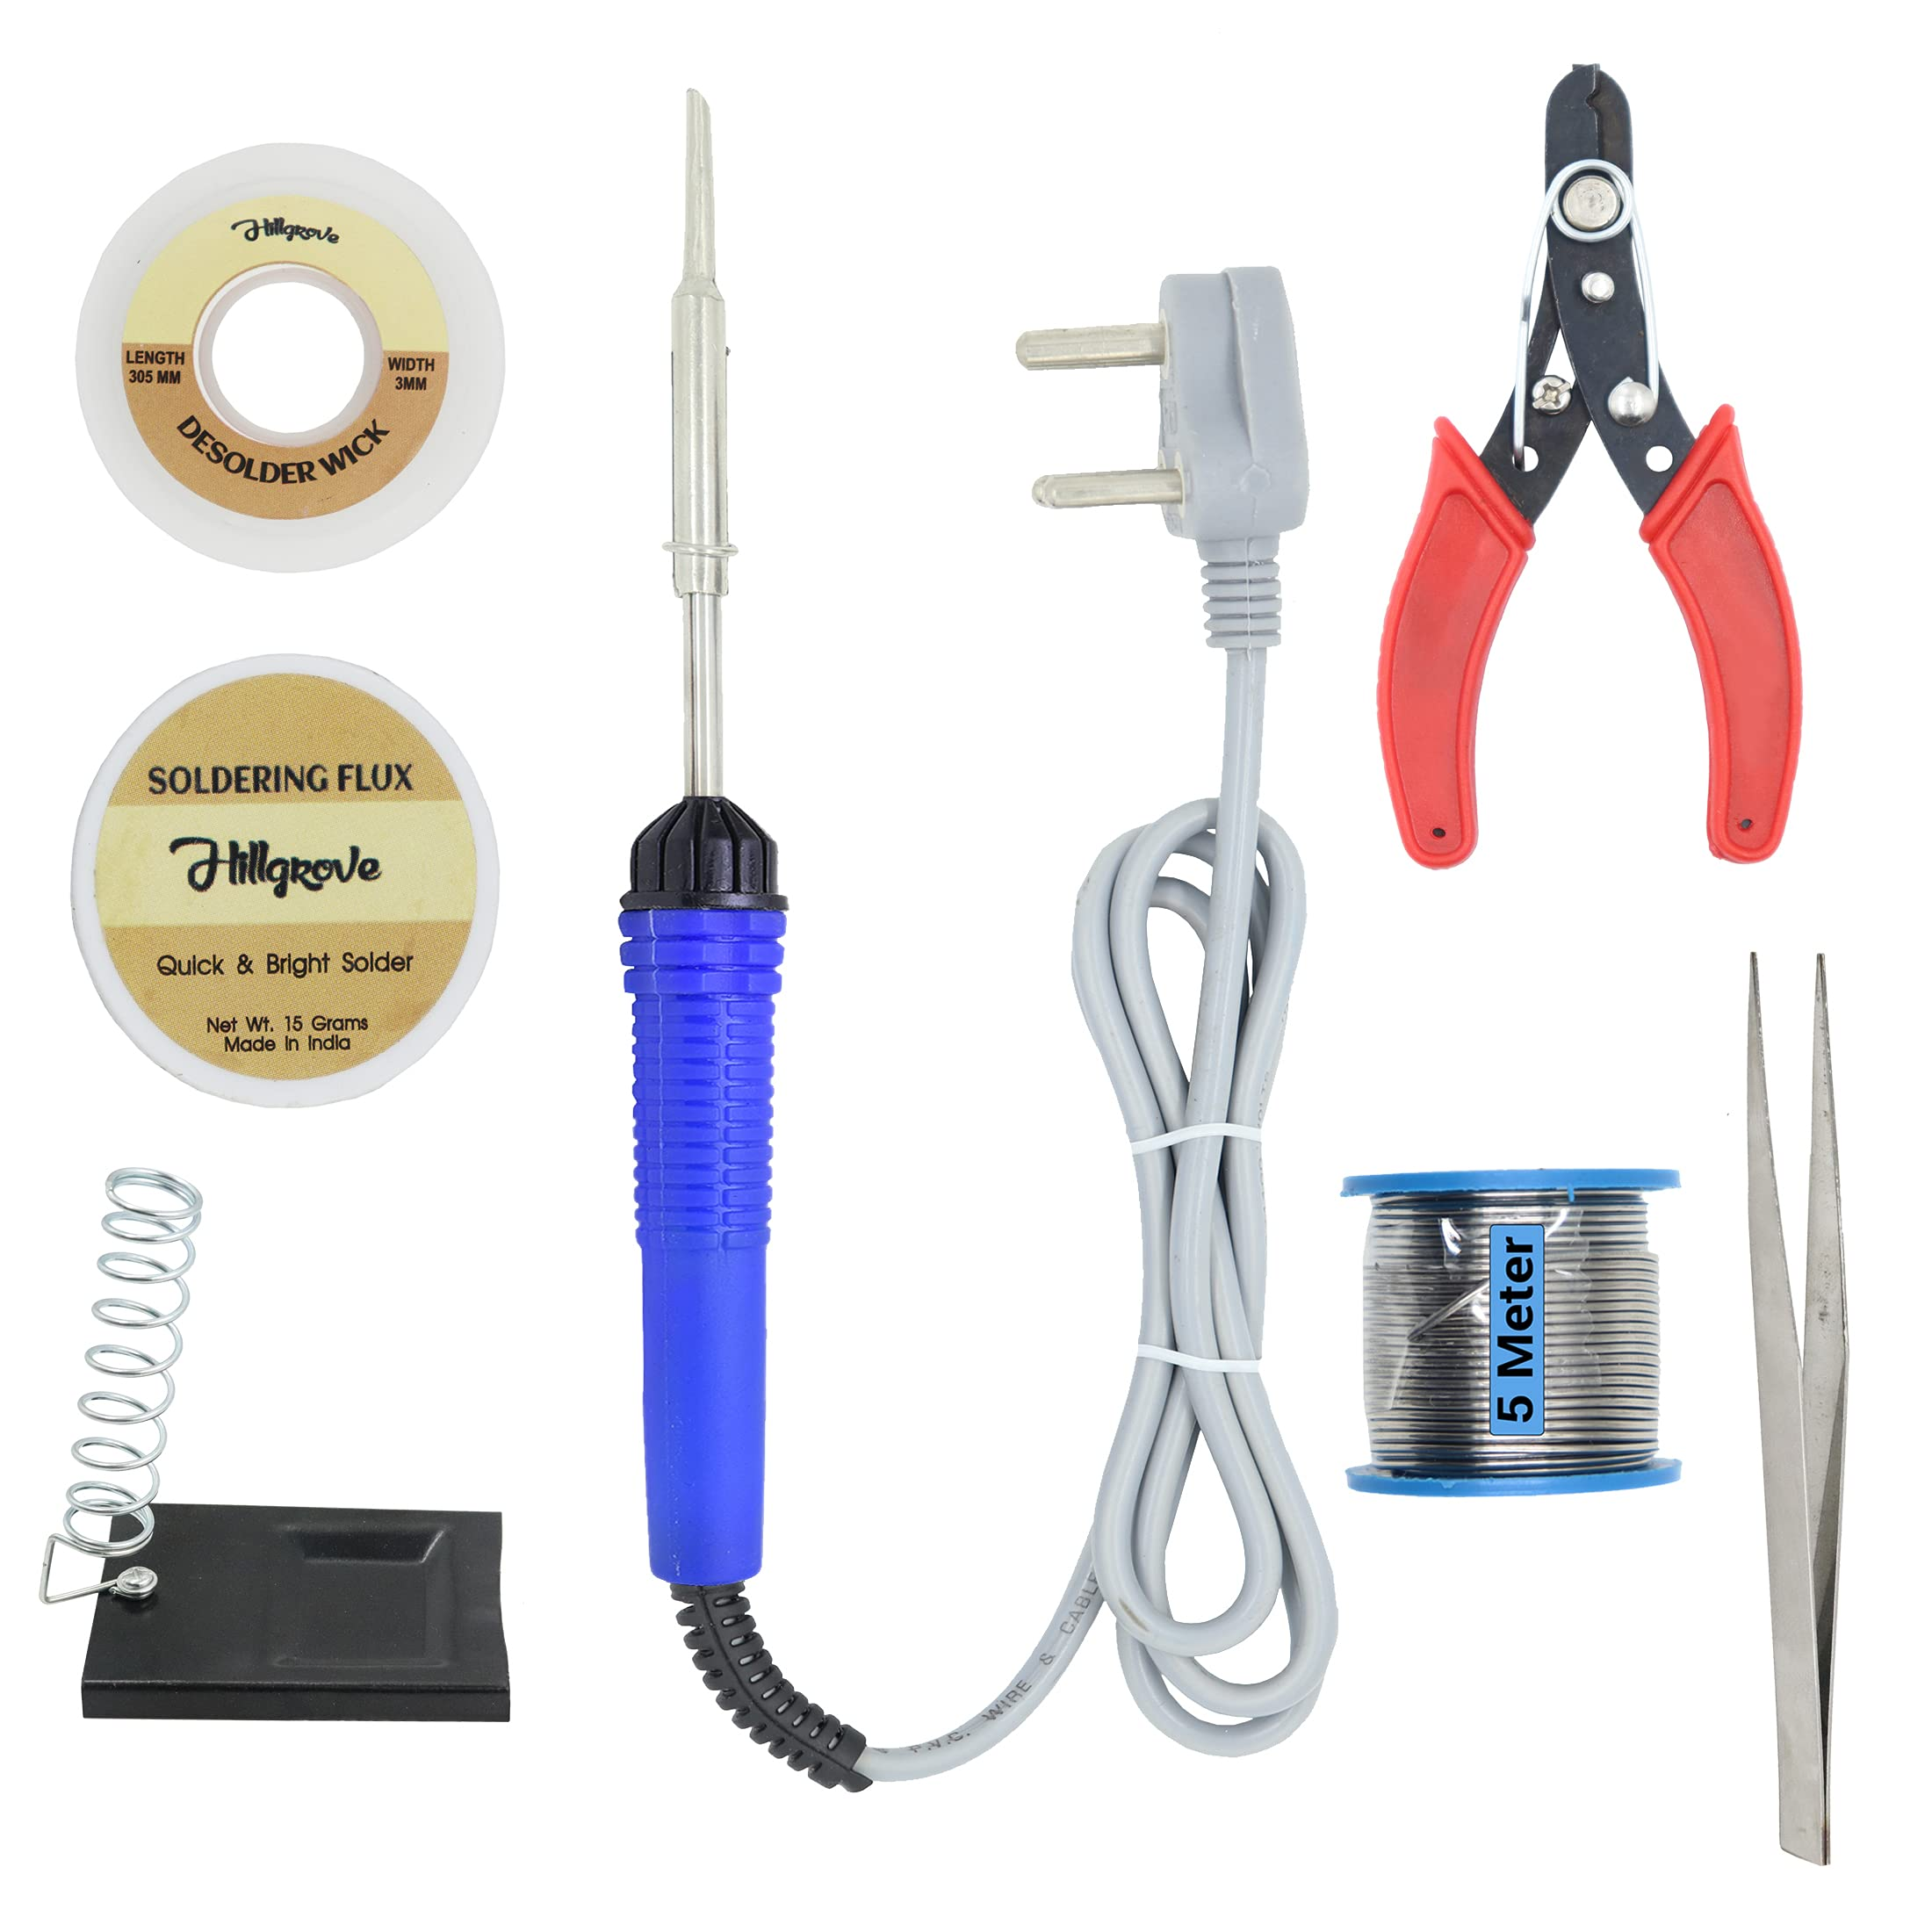 Hillgrove
LENGTH
305 MM
WIDTH
3MM
DESOLDER WICK
SOLDERING FLUX
Hillgrove
Quick & Bright Solder
Net Wt. 15 Grams
Made In India
P.V.C. WIRE & CABLE
5 Meter